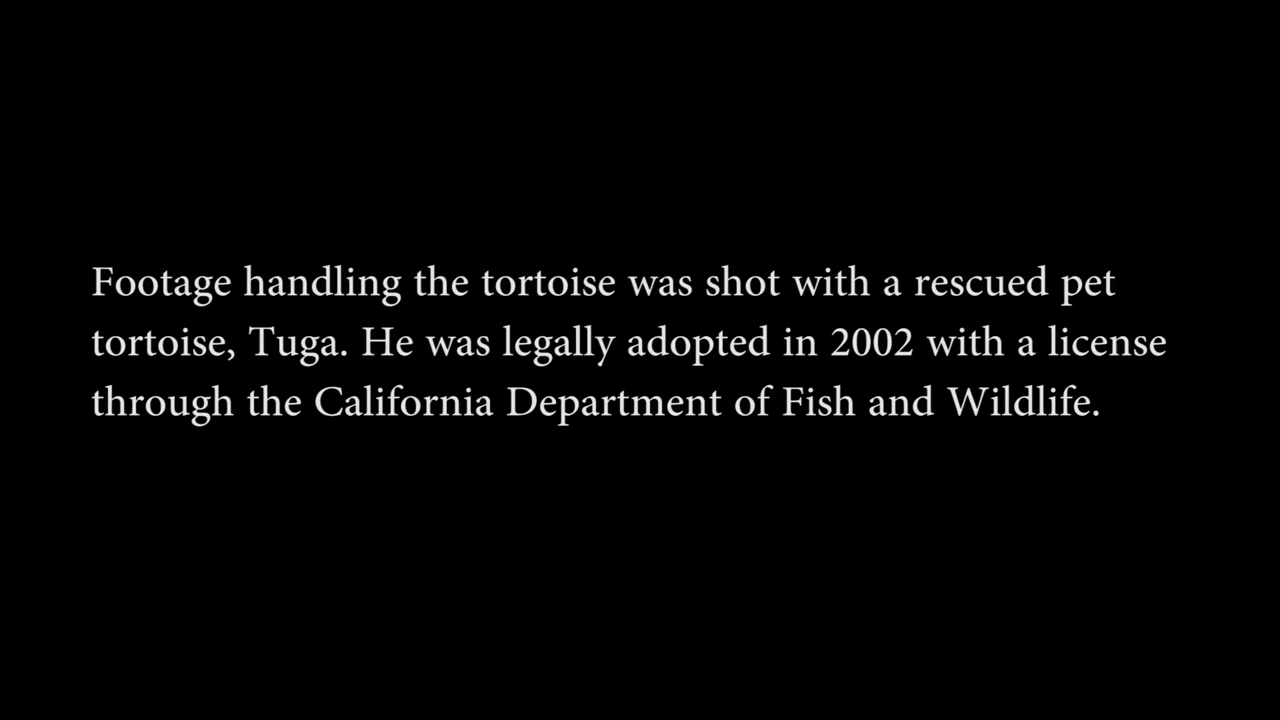 Footage handling the tortoise was shot with a rescued pet
tortoise, Tuga. He was legally adopted in 2002 with a license
through the California Department of Fish and Wildlife.